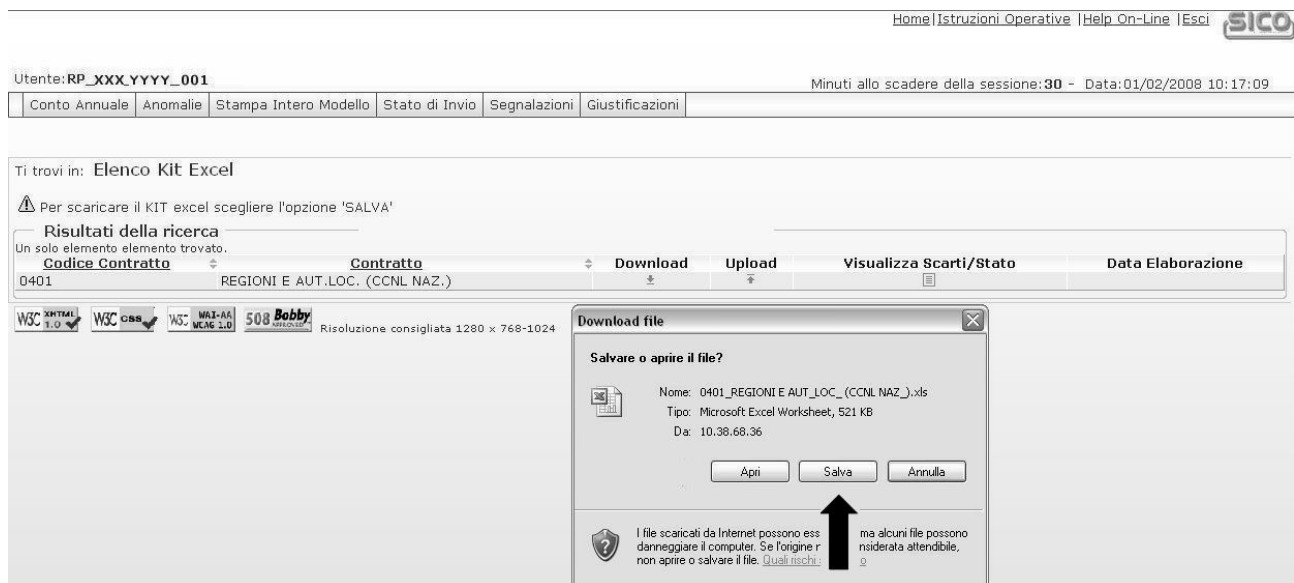 Home|Istruzioni Operative |Help On-Line |Esci
SICO
Utente:RP_XXX_YYYY_001
Minuti allo scadere della sessione:30 - Data:01/02/2008 10:17:09
Conto Annuale Anomalie Stampa Intero Modello Stato di Invio Segnalazioni Giustificazioni
Ti trovi in: Elenco Kit Excel
Per scaricare il KIT excel scegliere l'opzione 'SALVA'
Risultati della ricerca
Un solo elemento elemento trovato.
Codice Contratto Contratto Download Upload Visualizza Scarti/Stato Data Elaborazione
0401 REGIONI E AUT.LOC. (CCNL NAZ.)
W3C XHTML 1.0 W3C css W3C WAI-AA WCAG 1.0 508 Bobby APPROVED Risoluzione consigliata 1280 x 768-1024
Download file
Salvare o aprire il file?
Nome: 0401_REGIONI E AUT_LOC_ (CCNL NAZ_).xls
Tipo: Microsoft Excel Worksheet, 521 KB
Da: 10.38.68.36
Apri Salva Annulla
I file scaricati da Internet possono ess ma alcuni file possono
danneggiare il computer. Se l'origine r nsiderata attendibile,
non aprire o salvare il file. Quali rischi o